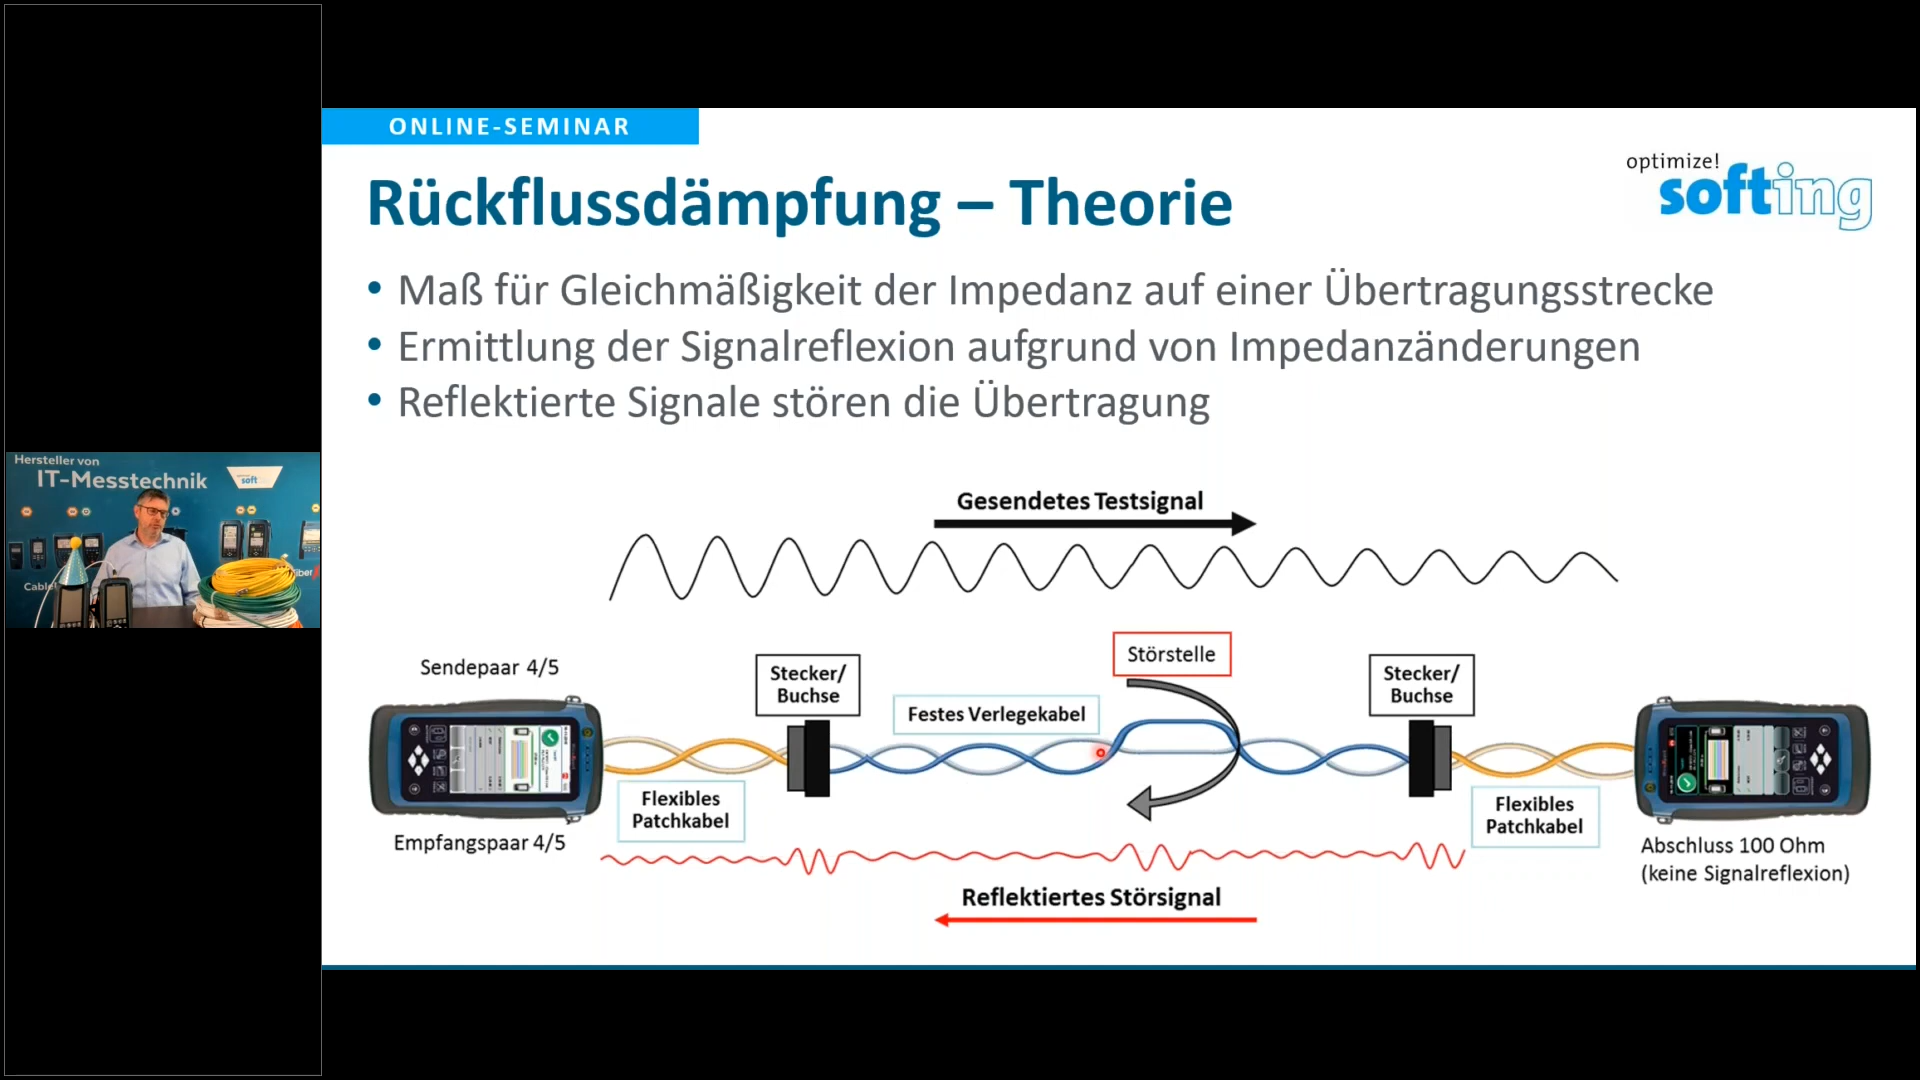 ONLINE-SEMINAR
optimize!
softing
Rückflussdämpfung – Theorie
• Maß für Gleichmäßigkeit der Impedanz auf einer Übertragungsstrecke
• Ermittlung der Signalreflexion aufgrund von Impedanzänderungen
• Reflektierte Signale stören die Übertragung
Hersteller von
IT-Messtechnik
soft
Cable
Gesendetes Testsignal
Sendepaar 4/5
Empfangspaar 4/5
Stecker/
Buchse
Festes Verlegekabel
Störstelle
Stecker/
Buchse
Flexibles
Patchkabel
Flexibles
Patchkabel
Abschluss 100 Ohm
(keine Signalreflexion)
Reflektiertes Störsignal